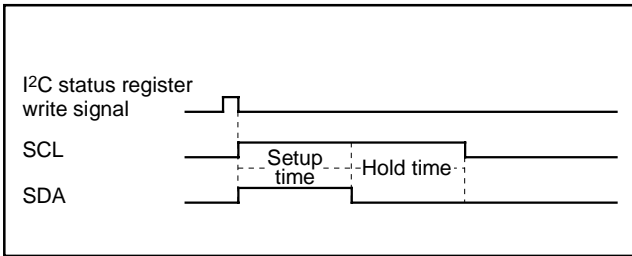 I²C status register
write signal
SCL
Setup
time
Hold time
SDA